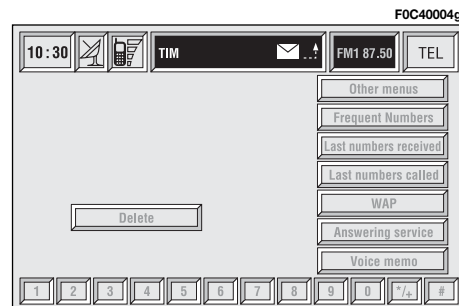 F0C40004g
10:30 TIM FM1 87.50 TEL
Other menus
Frequent Numbers
Last numbers received
Last numbers called
WAP
Delete
Answering service
Voice memo
1 2 3 4 5 6 7 8 9 0 */+ #